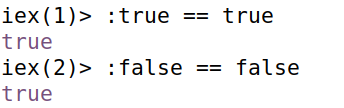 iex(1)> :true == true
true
iex(2)> :false == false
true